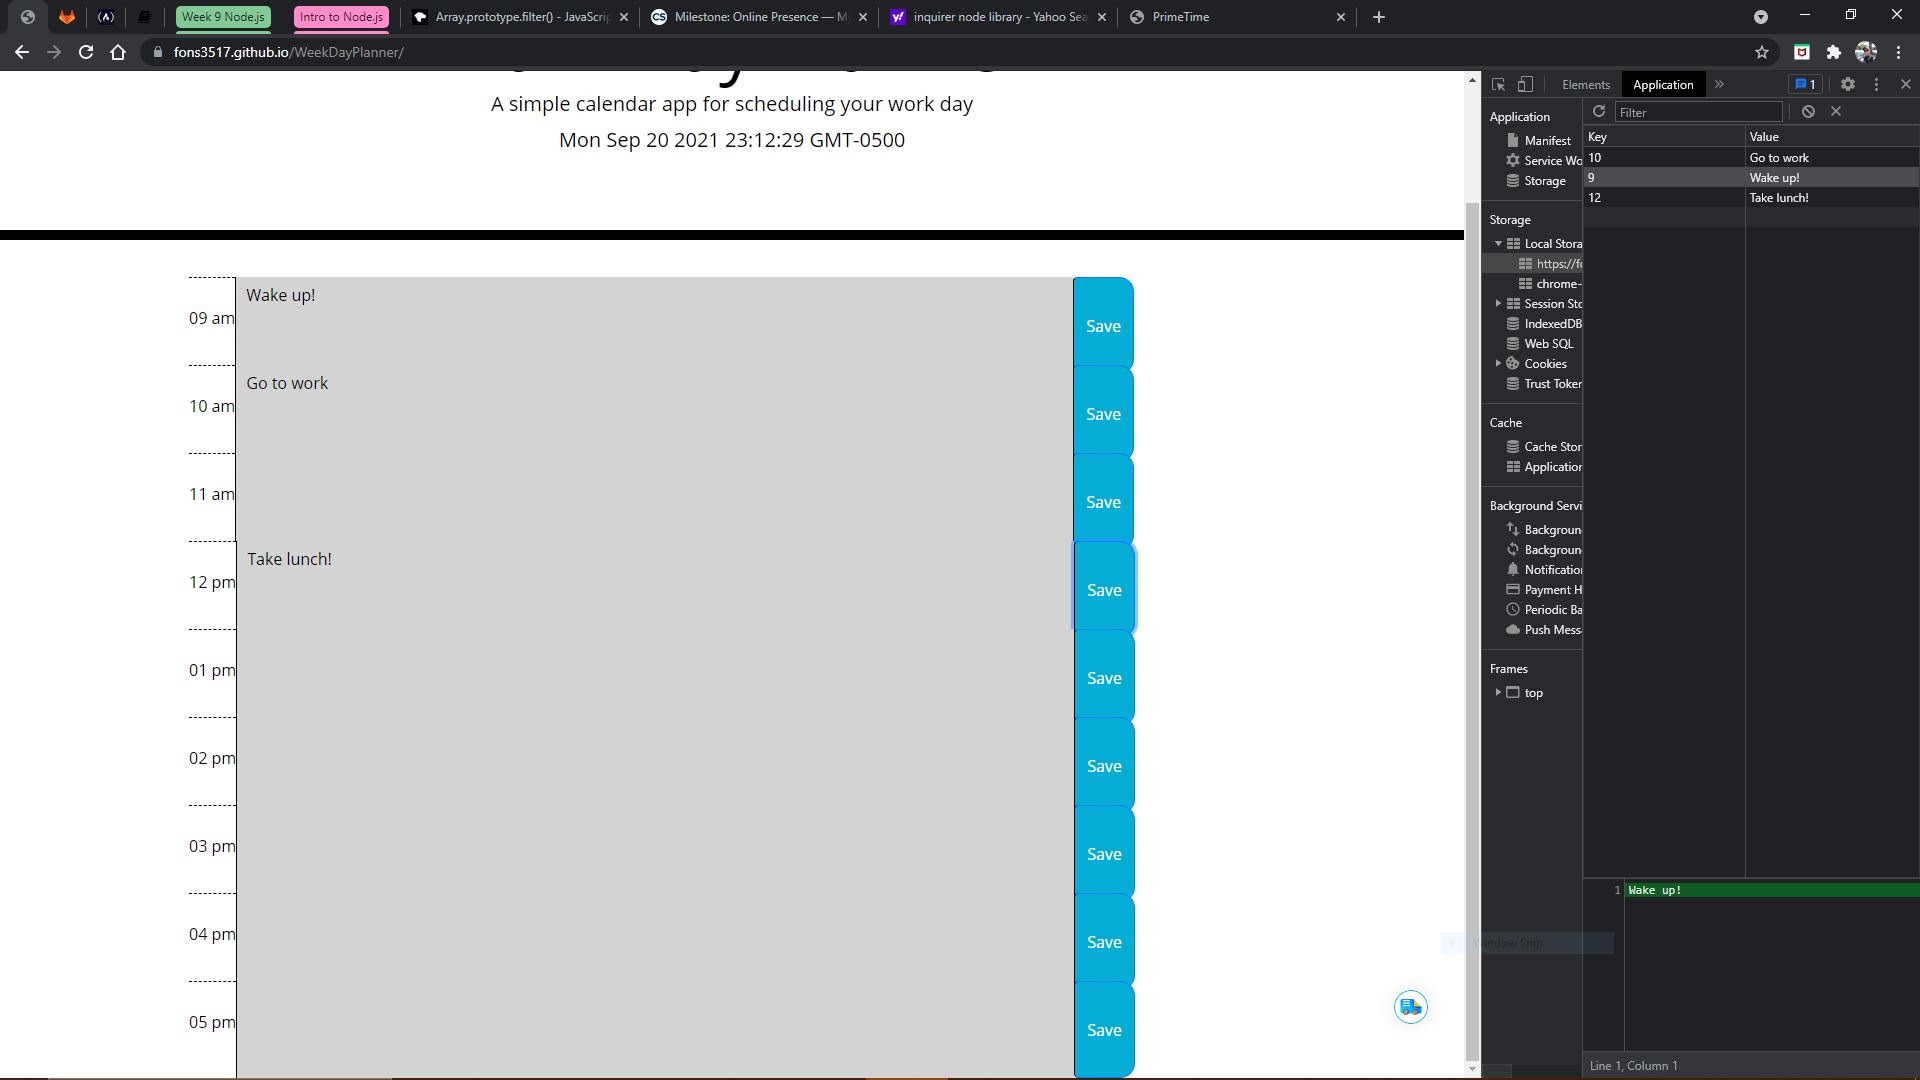 Week 9 Node.js
Intro to Node.js
Array.prototype.filter() - JavaScrip
Milestone: Online Presence — M
inquirer node library - Yahoo Sea
PrimeTime
fons3517.github.io/WeekDayPlanner/
A simple calendar app for scheduling your work day
Mon Sep 20 2021 23:12:29 GMT-0500
09 am
Wake up!
Save
10 am
Go to work
Save
11 am
Save
12 pm
Take lunch!
Save
01 pm
Save
02 pm
Save
03 pm
Save
04 pm
Save
05 pm
Save
Elements
Application
1
Application
Manifest
Service Wo
Storage
Storage
Local Stora
https://f
chrome-
Session Sto
IndexedDB
Web SQL
Cookies
Trust Token
Cache
Cache Stor
Application
Background Servi
Background
Background
Notification
Payment H
Periodic Ba
Push Mess
Frames
top
Filter
Key Value
10 Go to work
9 Wake up!
12 Take lunch!
1 Wake up!
Window Snip
Line 1, Column 1